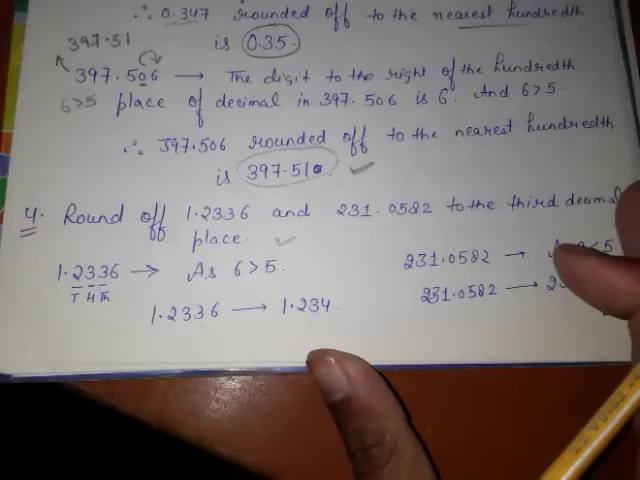 ∴ 0.347 rounded off to the nearest hundredth
397.51 is 0.35.
397.506 → The digit to the right of the hundredth
6>5 place of decimal in 397.506 is 6. And 6>5.
∴ 397.506 rounded off to the nearest hundredth
is 397.51
4. Round off 1.2336 and 231.0582 to the third decimal
place.
1.2336 → As 6>5.
T H Th
1.2336 → 1.234.
231.0582 → < 5
231.0582 → 23